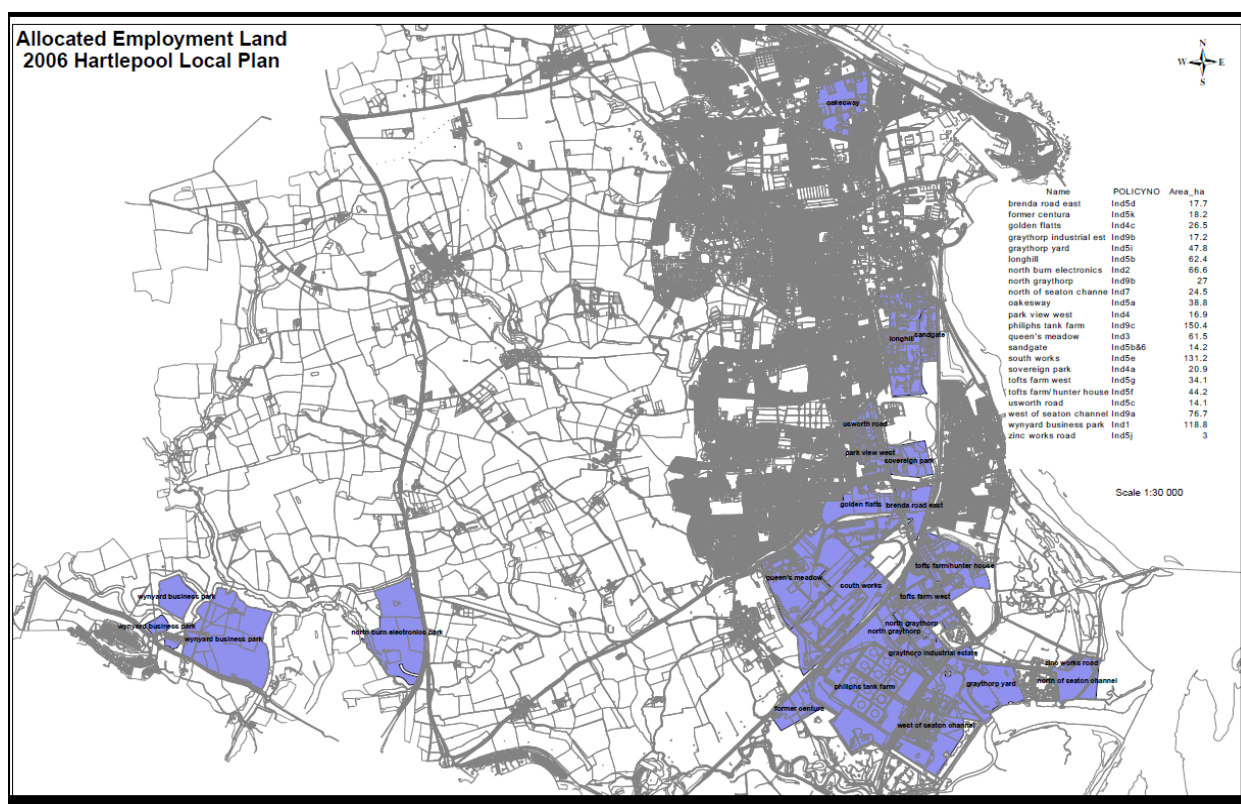 Allocated Employment Land
2006 Hartlepool Local Plan
N
W E
S
oakesway
Name POLICYNO Area_ha
brenda road east Ind5d 17.7
former centura Ind5k 18.2
golden flatts Ind4c 26.5
graythorp industrial est Ind9b 17.2
graythorp yard Ind5i 47.8
longhill Ind5b 62.4
north burn electronics Ind2 66.6
north graythorp Ind9b 27
north of seaton channe Ind7 24.5
oakesway Ind5a 38.8
park view west Ind4 16.9
philiphs tank farm Ind9c 150.4
queen's meadow Ind3 61.5
sandgate Ind5b&6 14.2
south works Ind5e 131.2
sovereign park Ind4a 20.9
tofts farm west Ind5g 34.1
tofts farm/ hunter house Ind5f 44.2
usworth road Ind5c 14.1
west of seaton channel Ind9a 76.7
wynyard business park Ind1 118.8
zinc works road Ind5j 3
sandgate
longhill
usworth road
park view west
sovereign park
Scale 1:30 000
golden flatts
brenda road east
tofts farm/hunter house
queen's meadow
south works
tofts farm west
wynyard business park
north graythorp
wynyard business park
north burn electronics park
north graythorp
wynyard business park
graythorp industrial estate
zinc works road
north of seaton channel
graythorp yard
philiphs tank farm
former centure
west of seaton channel